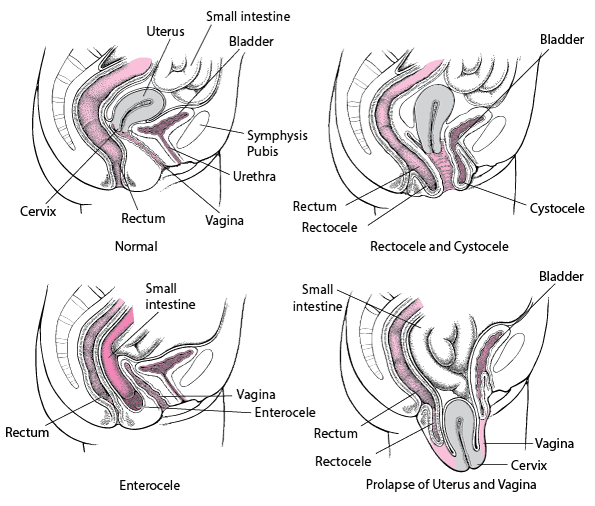 Small intestine
Uterus
Bladder
Symphysis
Pubis
Urethra
Cervix
Rectum
Vagina
Normal
Bladder
Rectum
Rectocele
Cystocele
Rectocele and Cystocele
Small
intestine
Vagina
Enterocele
Rectum
Enterocele
Bladder
Small
intestine
Rectum
Rectocele
Vagina
Cervix
Prolapse of Uterus and Vagina